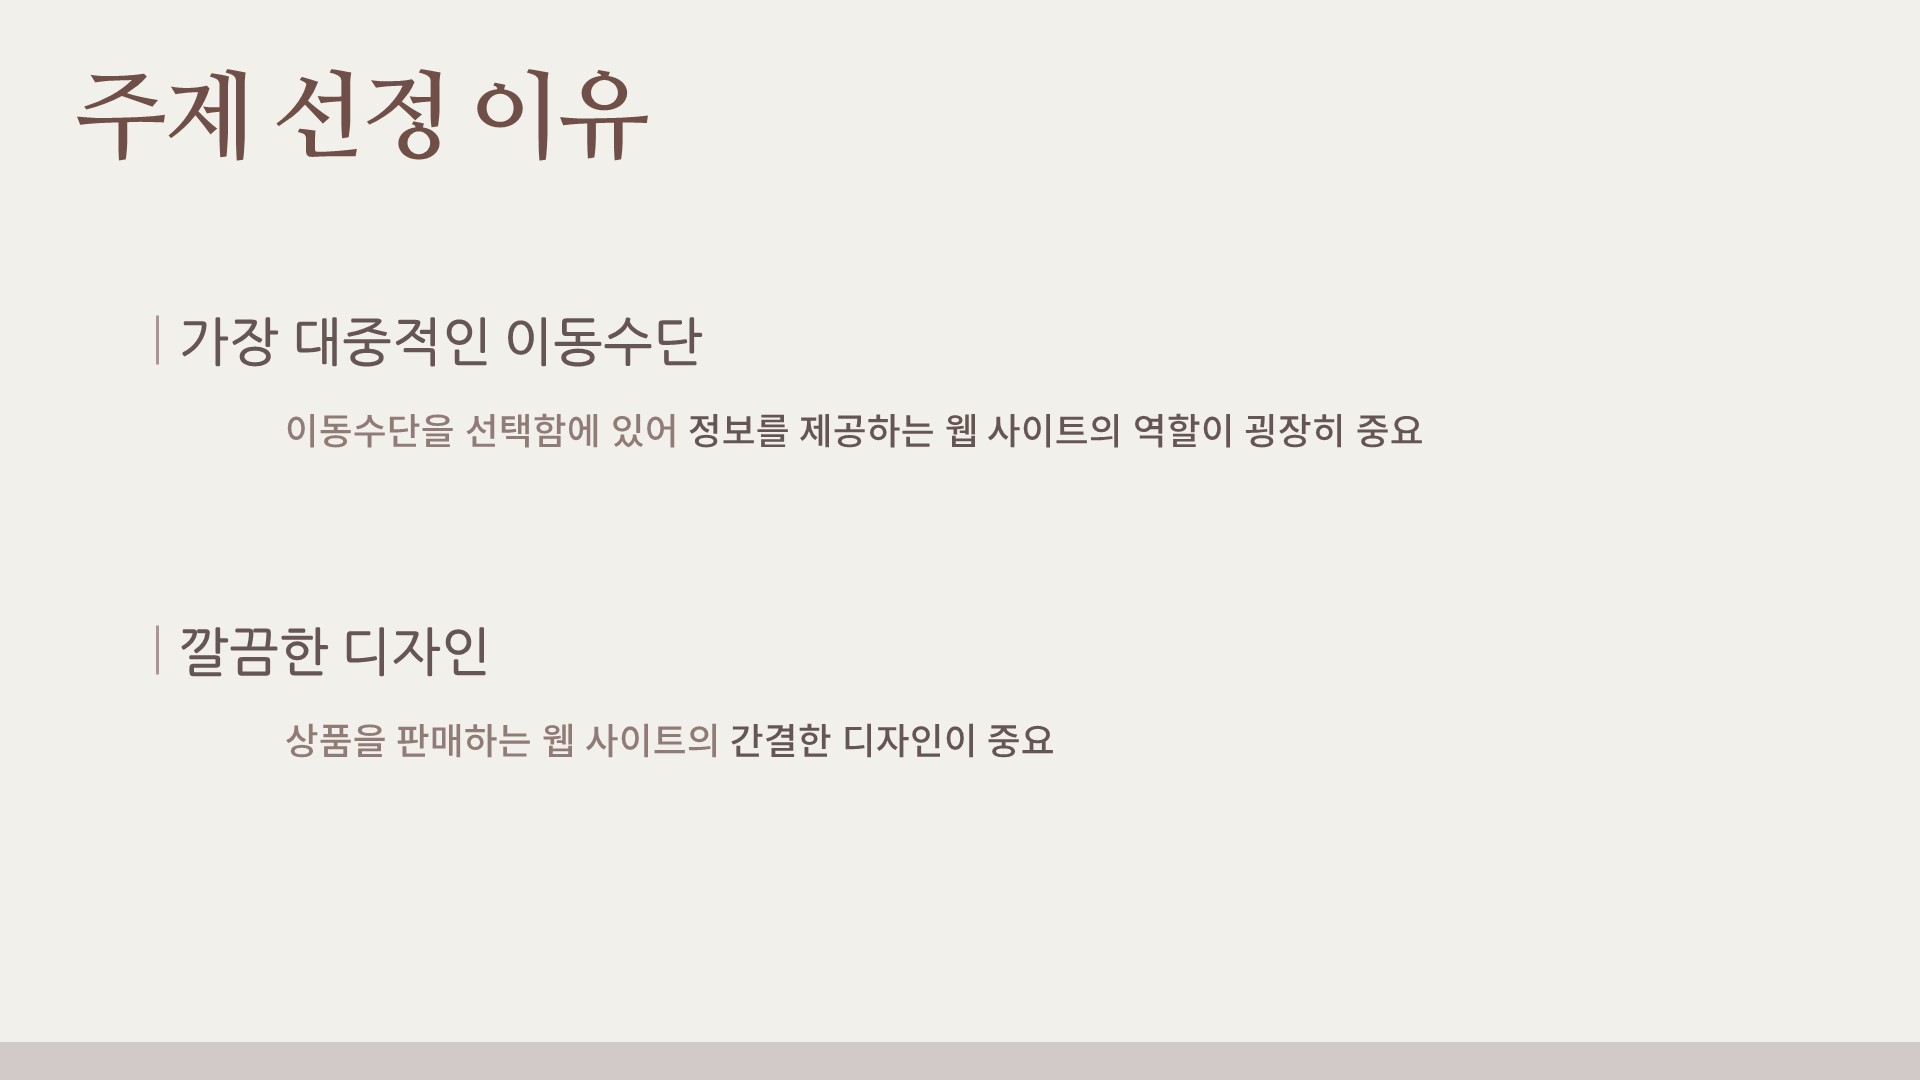 주제 선정 이유
가장 대중적인 이동수단
이동수단을 선택함에 있어 정보를 제공하는 웹 사이트의 역할이 굉장히 중요
깔끔한 디자인
상품을 판매하는 웹 사이트의 간결한 디자인이 중요